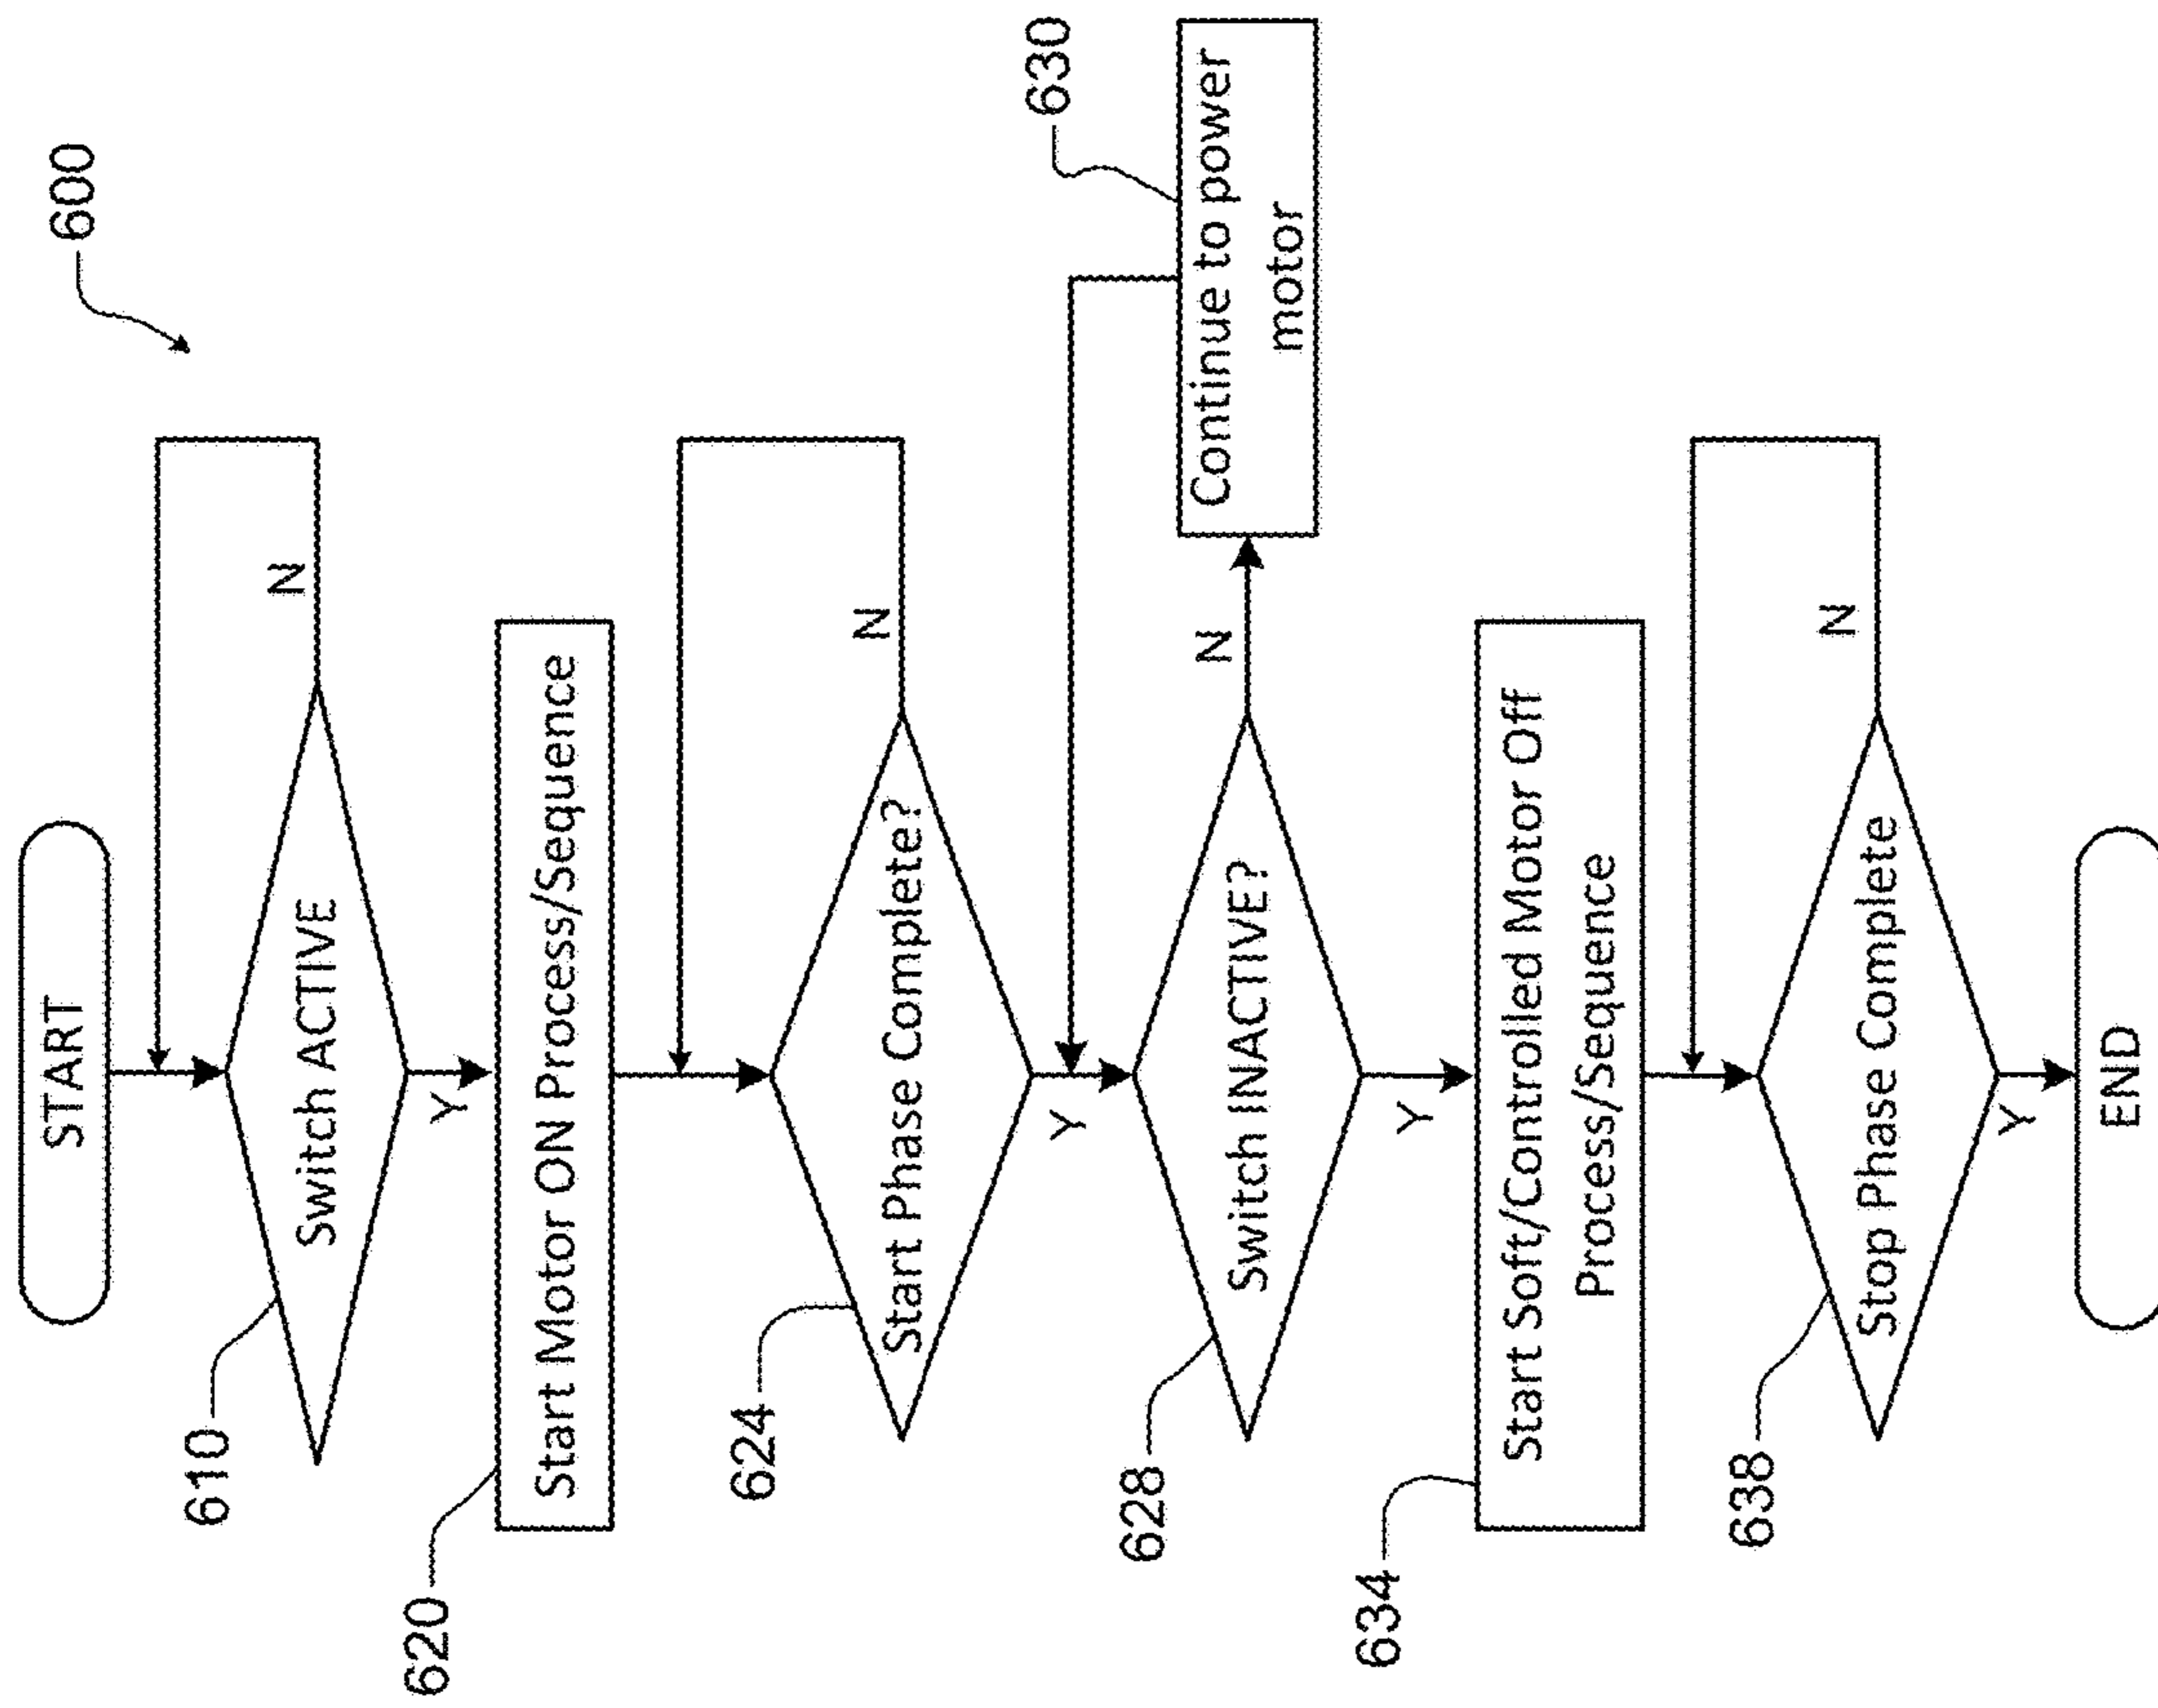 600
START
610
Switch ACTIVE
N
Y
620
Start Motor ON Process/Sequence
624
Start Phase Complete?
N
Y
628
Switch INACTIVE?
N
630
Continue to power
motor
Y
634
Start Soft/Controlled Motor Off
Process/Sequence
638
Stop Phase Complete
N
Y
END